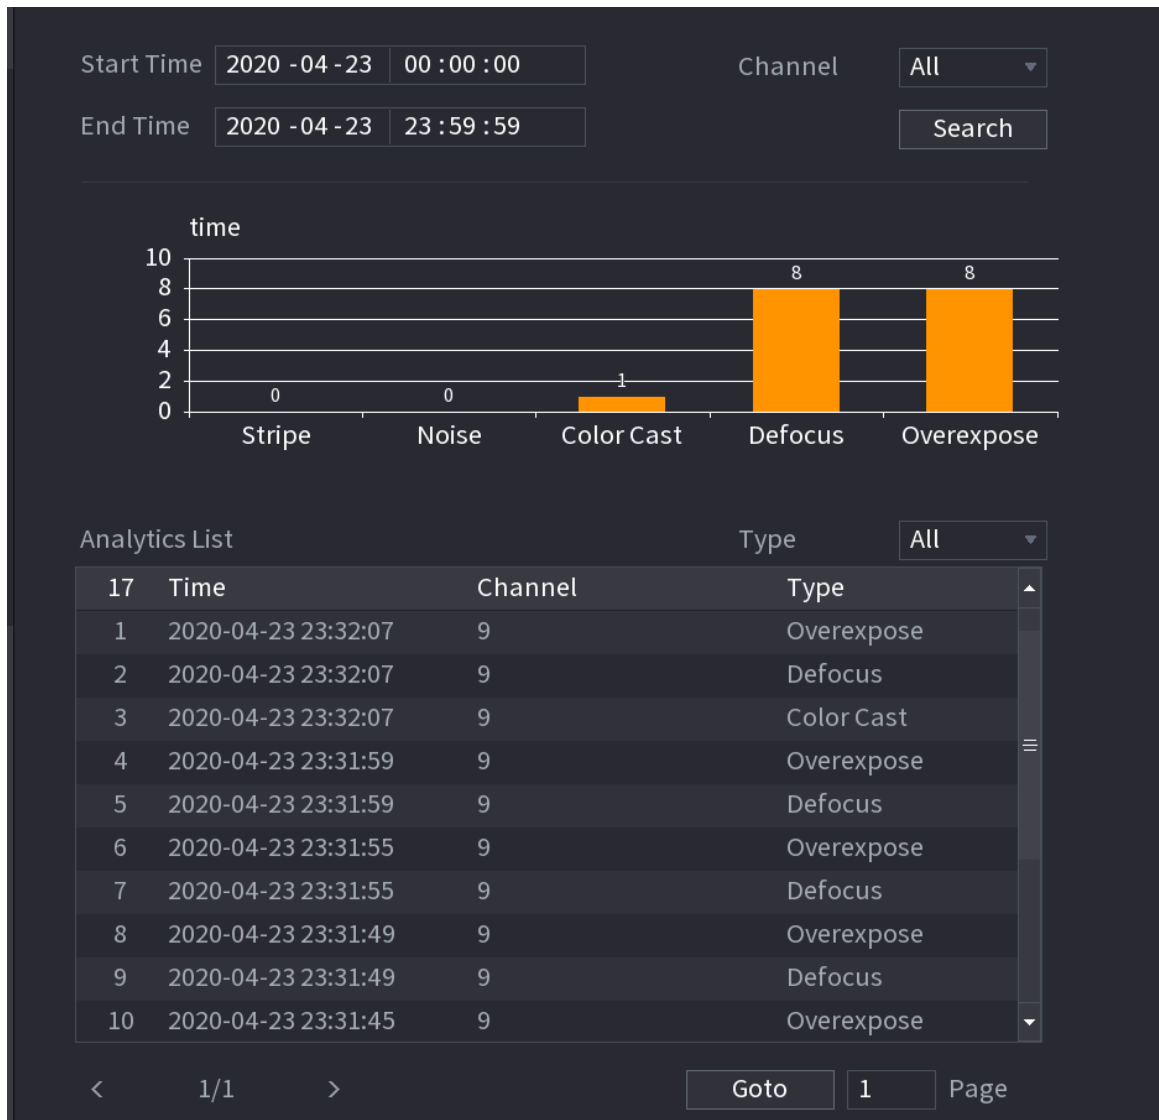 Start Time 2020 -04 -23 00 : 00 : 00 Channel All
End Time 2020 -04 -23 23 : 59 : 59 Search
time
10
8 8 8
6
4
2 1
0 0 0
Stripe Noise Color Cast Defocus Overexpose
Analytics List Type All
17 Time Channel Type
1 2020-04-23 23:32:07 9 Overexpose
2 2020-04-23 23:32:07 9 Defocus
3 2020-04-23 23:32:07 9 Color Cast
4 2020-04-23 23:31:59 9 Overexpose
5 2020-04-23 23:31:59 9 Defocus
6 2020-04-23 23:31:55 9 Overexpose
7 2020-04-23 23:31:55 9 Defocus
8 2020-04-23 23:31:49 9 Overexpose
9 2020-04-23 23:31:49 9 Defocus
10 2020-04-23 23:31:45 9 Overexpose
< 1/1 > Goto 1 Page